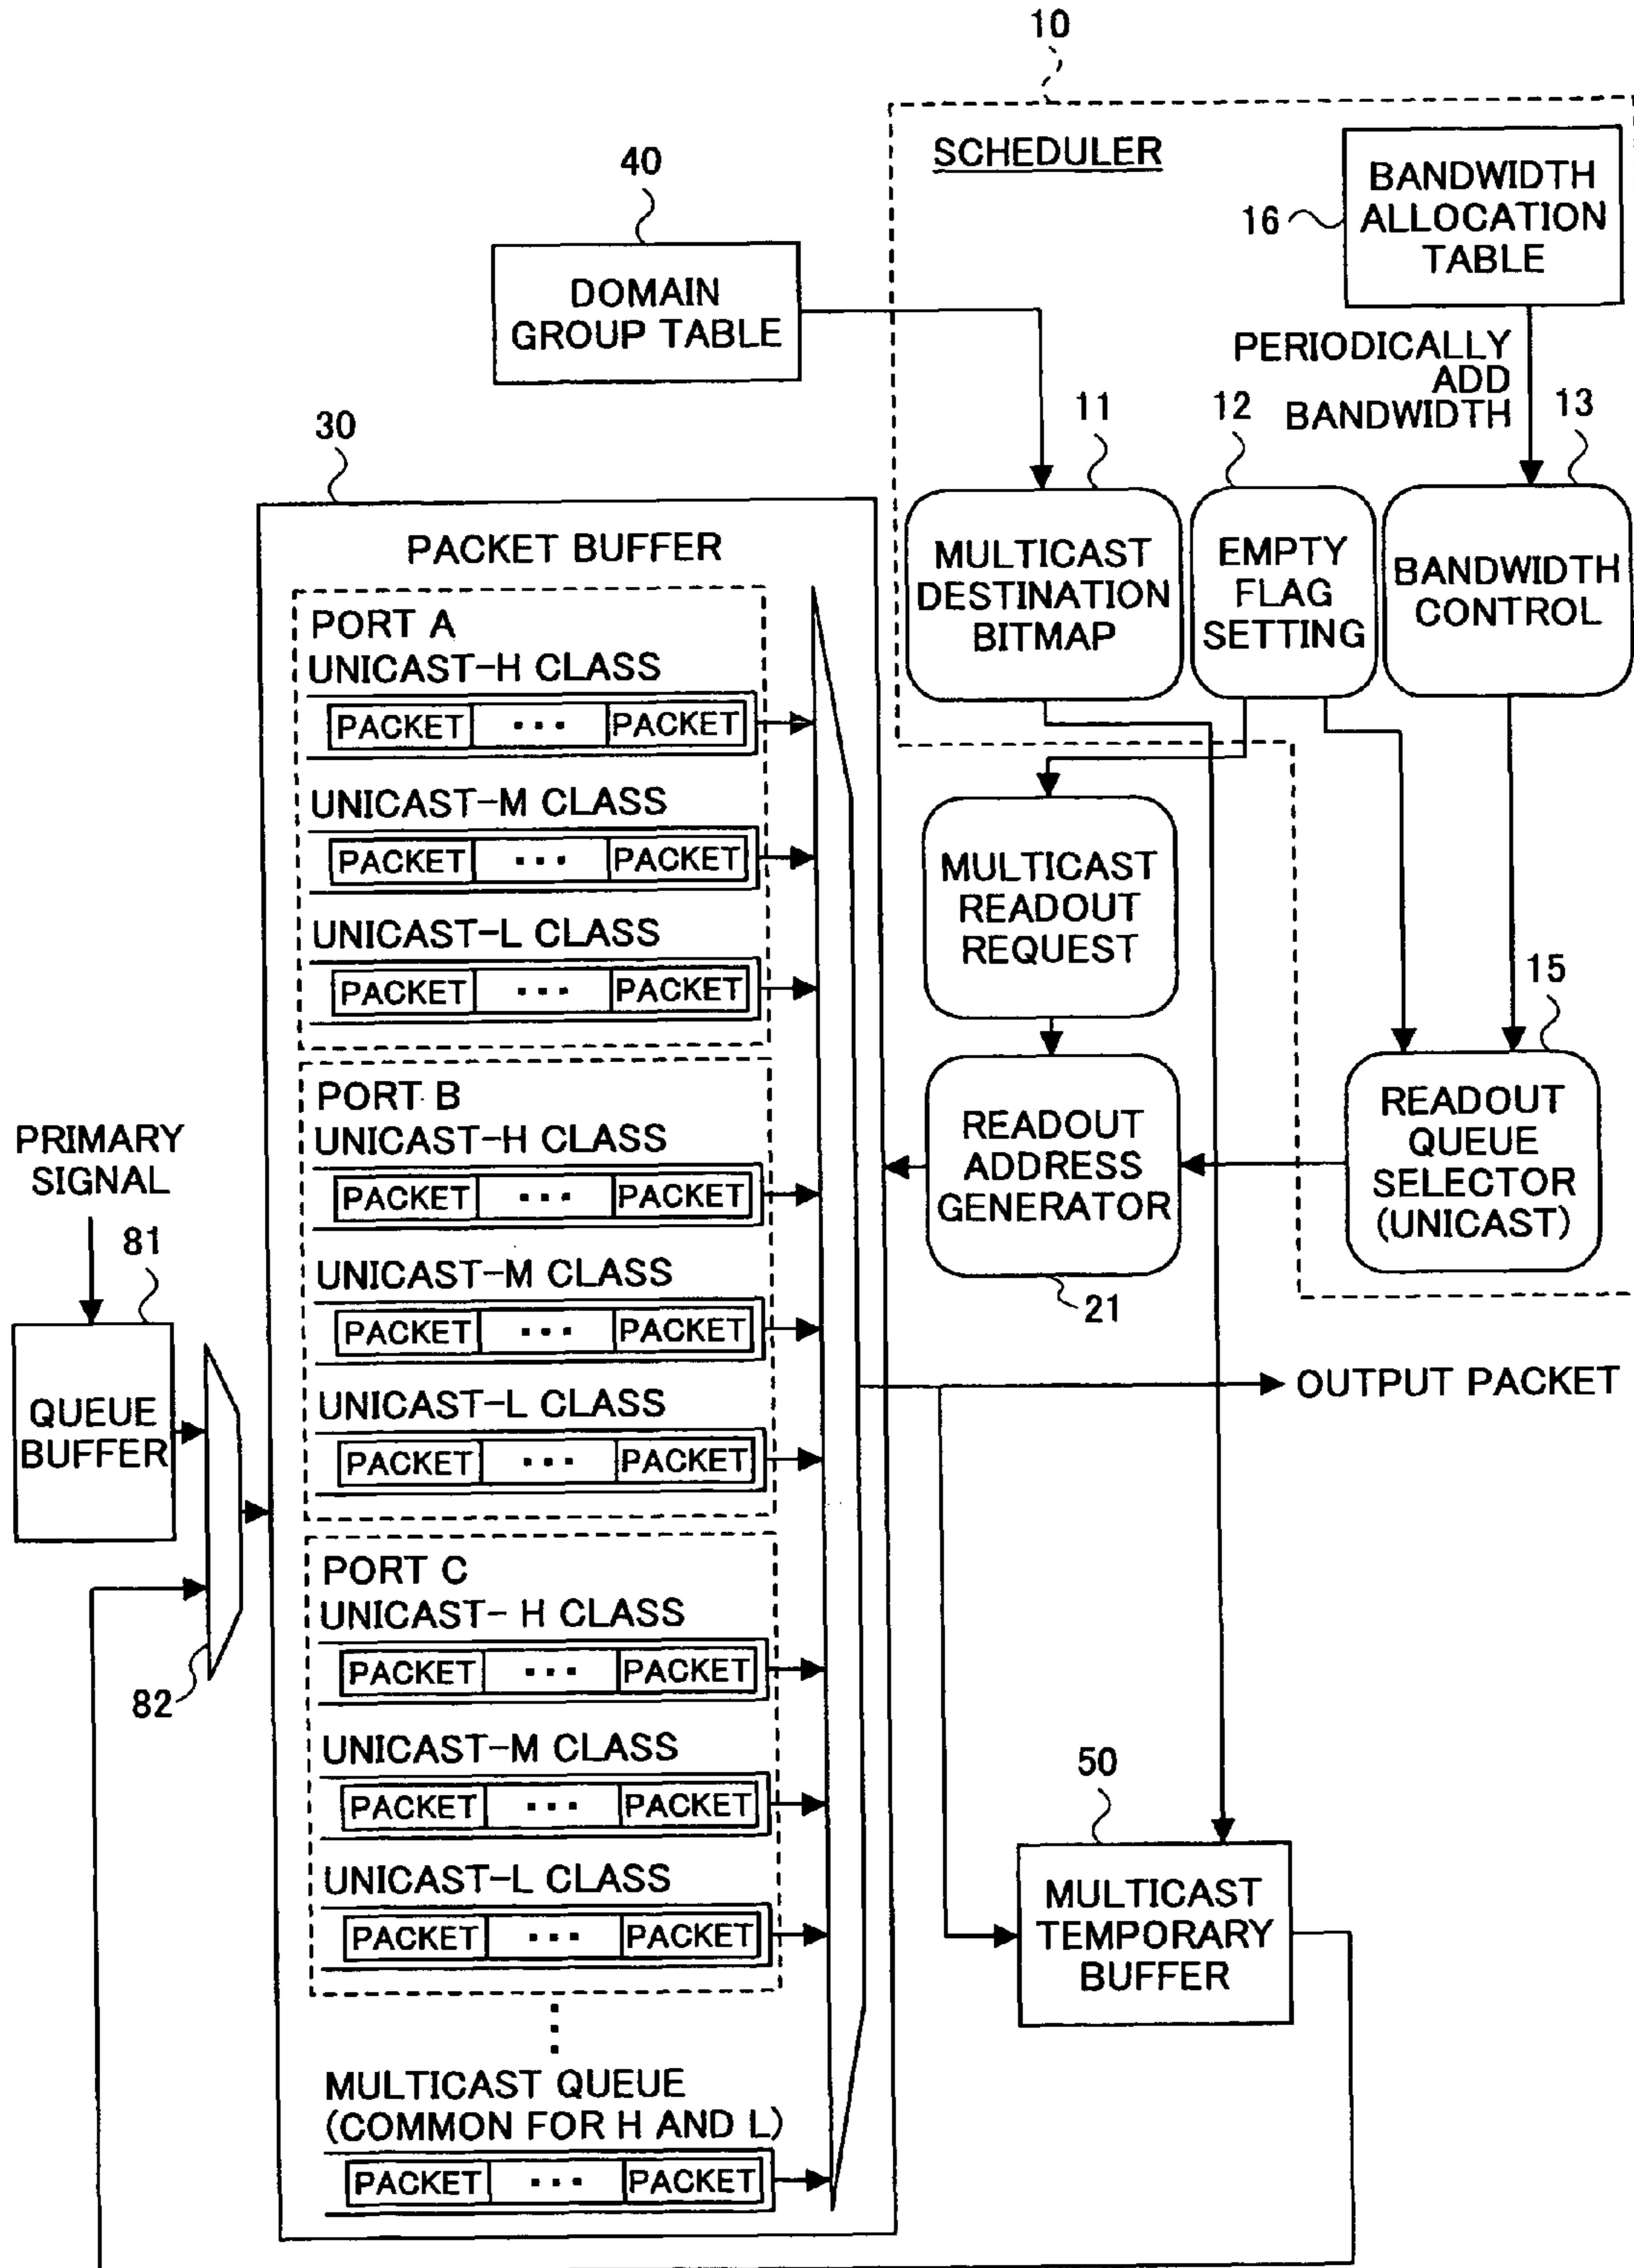 10
SCHEDULER
BANDWIDTH
ALLOCATION
TABLE
16
40
DOMAIN
GROUP TABLE
PERIODICALLY
ADD
BANDWIDTH
11
12
13
30
MULTICAST
DESTINATION
BITMAP
EMPTY
FLAG
SETTING
BANDWIDTH
CONTROL
PACKET BUFFER
PORT A
UNICAST-H CLASS
PACKET ... PACKET
UNICAST-M CLASS
PACKET ... PACKET
UNICAST-L CLASS
PACKET ... PACKET
MULTICAST
READOUT
REQUEST
15
READOUT
QUEUE
SELECTOR
(UNICAST)
READOUT
ADDRESS
GENERATOR
21
PORT B
UNICAST-H CLASS
PACKET ... PACKET
UNICAST-M CLASS
PACKET ... PACKET
UNICAST-L CLASS
PACKET ... PACKET
PRIMARY
SIGNAL
81
QUEUE
BUFFER
82
OUTPUT PACKET
PORT C
UNICAST- H CLASS
PACKET ... PACKET
UNICAST-M CLASS
PACKET ... PACKET
UNICAST-L CLASS
PACKET ... PACKET
50
MULTICAST
TEMPORARY
BUFFER
MULTICAST QUEUE
(COMMON FOR H AND L)
PACKET ... PACKET